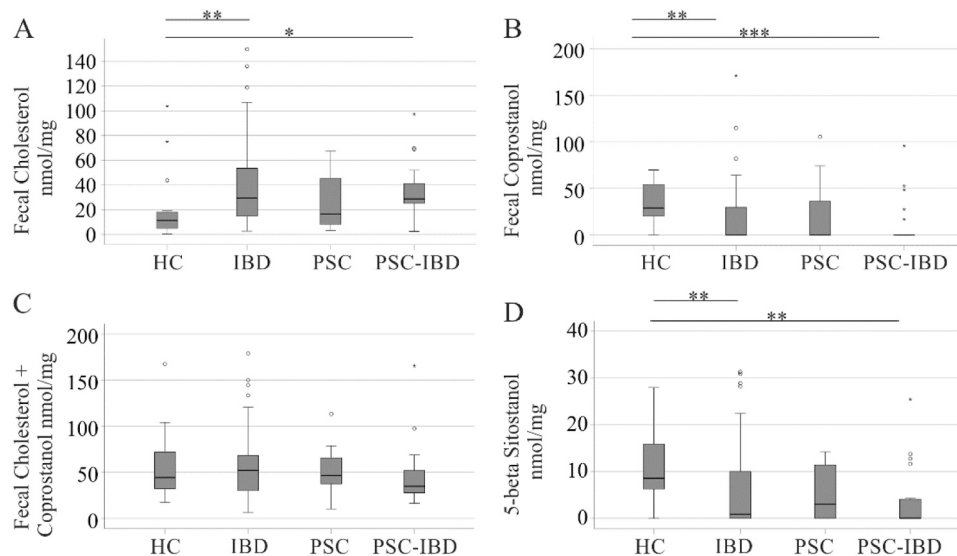 A
**
*
Fecal Cholesterol
nmol/mg
140
120
100
80
60
40
20
0
HC IBD PSC PSC-IBD
B
**
***
Fecal Coprostanol
nmol/mg
200
150
100
50
0
HC IBD PSC PSC-IBD
C
Fecal Cholesterol +
Coprostanol nmol/mg
200
150
100
50
0
HC IBD PSC PSC-IBD
D
**
**
5-beta Sitostanol
nmol/mg
40
30
20
10
0
HC IBD PSC PSC-IBD